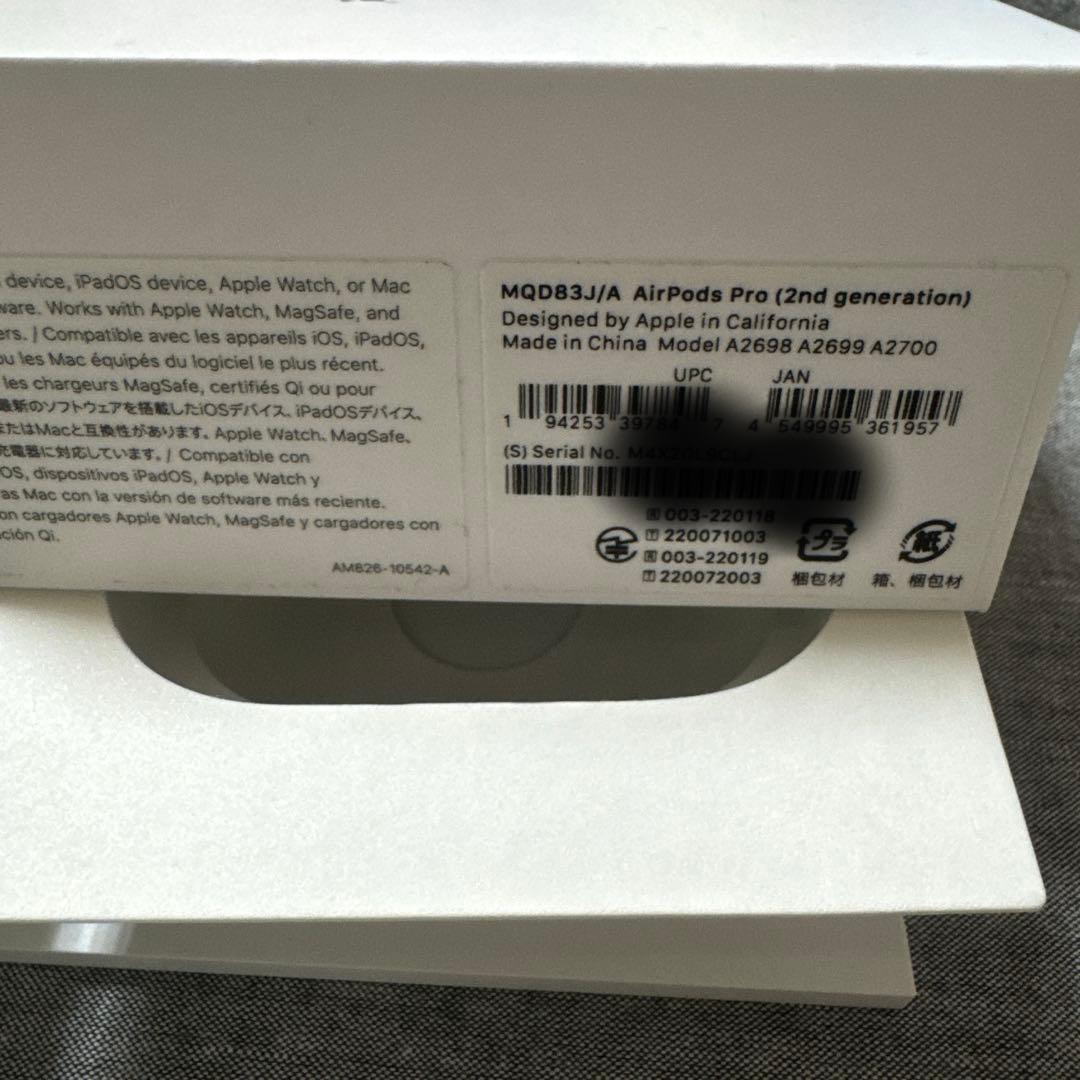 device, iPadOS device, Apple Watch, or Mac
ware. Works with Apple Watch, MagSafe, and
ers. / Compatible avec les appareils iOS, iPadOS,
ou les Mac équipés du logiciel le plus récent.
les chargeurs MagSafe, certifiés Qi ou pour
最新のソフトウェアを搭載したiOSデバイス、iPadOSデバイス、
またはMacと互換性があります。Apple Watch、MagSafe、
充電器に対応しています。/ Compatible con
OS, dispositivos iPadOS, Apple Watch y
ras Mac con la versión de software más reciente.
on cargadores Apple Watch, MagSafe y cargadores con
ción Qi.
AM826-10542-A
MQD83J/A AirPods Pro (2nd generation)
Designed by Apple in California
Made in China Model A2698 A2699 A2700
UPC JAN
1 94253 39784 7 4 549995 361957
(S) Serial No.
003-220118
220071003
003-220119
220072003
プラ
梱包材
紙
箱、梱包材